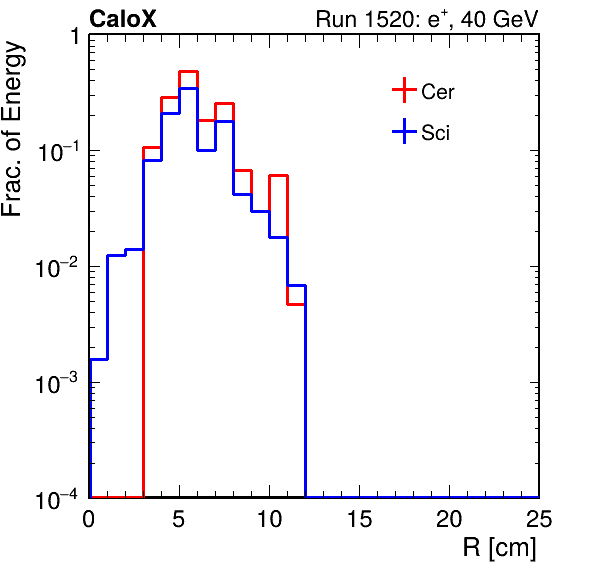 CaloX Run 1520: e⁺, 40 GeV
Frac. of Energy
1
10⁻¹
10⁻²
10⁻³
10⁻⁴
Cer
Sci
0 5 10 15 20 25
R [cm]